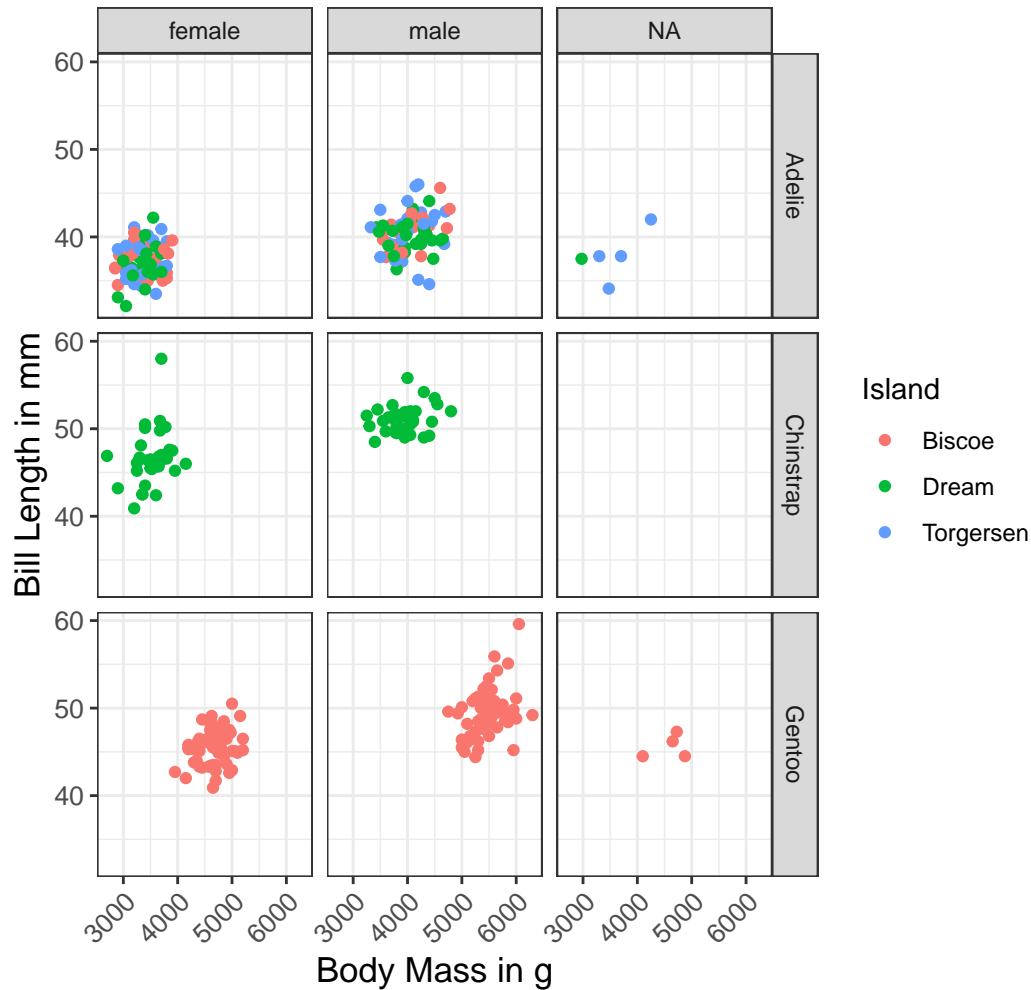 female male NA
60
50
40
Adelie
60
50
40
Chinstrap
60
50
40
Gentoo
3000 4000 5000 6000 3000 4000 5000 6000 3000 4000 5000 6000
Body Mass in g
Bill Length in mm
Island
Biscoe
Dream
Torgersen